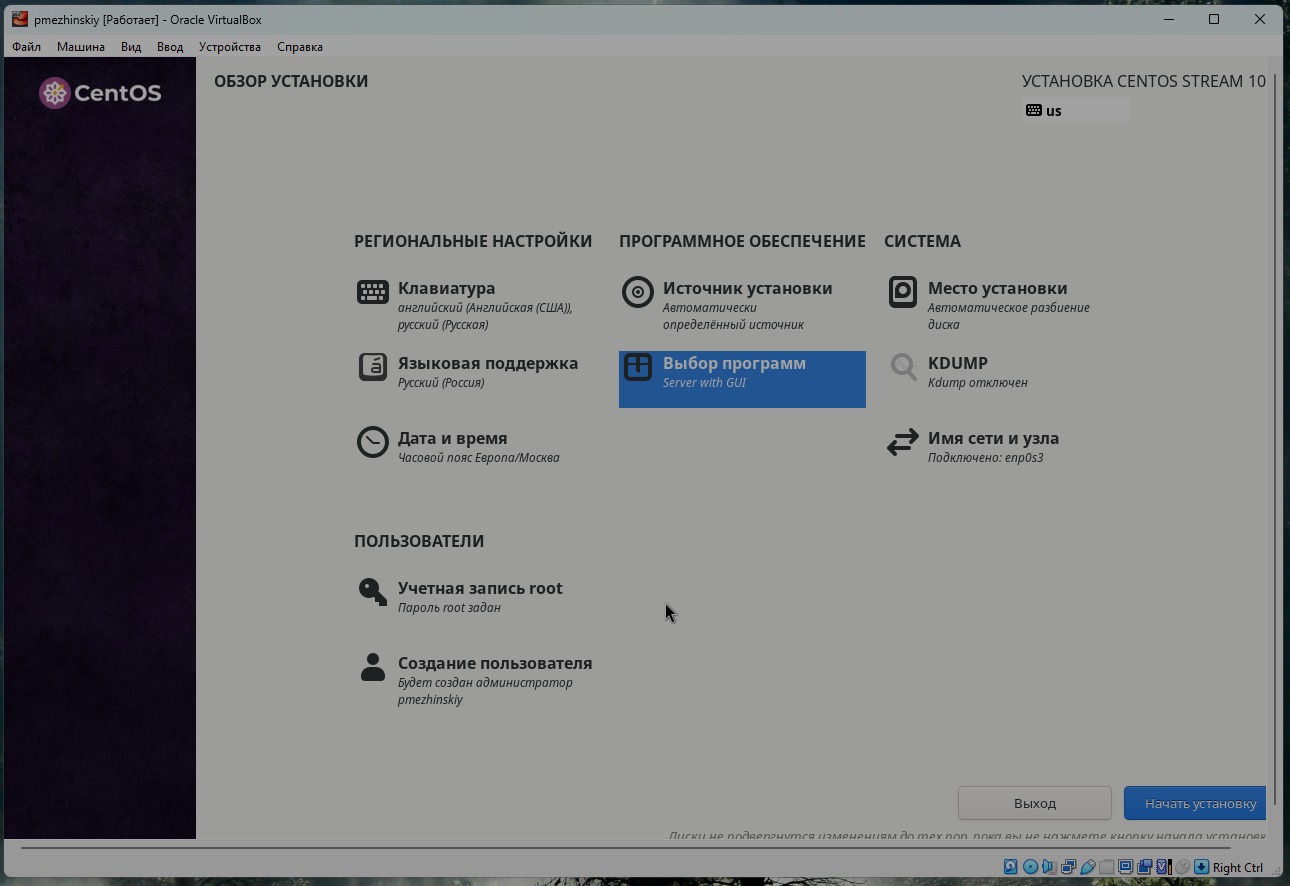 pmezhinskiy [Работает] - Oracle VirtualBox
Файл Машина Вид Ввод Устройства Справка
CentOS
ОБЗОР УСТАНОВКИ
УСТАНОВКА CENTOS STREAM 10
us
РЕГИОНАЛЬНЫЕ НАСТРОЙКИ
Клавиатура
английский (Английская (США)),
русский (Русская)
Языковая поддержка
Русский (Россия)
Дата и время
Часовой пояс Европа/Москва
ПРОГРАММНОЕ ОБЕСПЕЧЕНИЕ
Источник установки
Автоматически
определённый источник
Выбор программ
Server with GUI
СИСТЕМА
Место установки
Автоматическое разбиение
диска
KDUMP
Kdump отключен
Имя сети и узла
Подключено: enp0s3
ПОЛЬЗОВАТЕЛИ
Учетная запись root
Пароль root задан
Создание пользователя
Будет создан администратор
pmezhinskiy
Выход
Начать установку
Диски не подвергнутся изменениям до тех пор, пока вы не нажмете кнопку начала установк
Right Ctrl